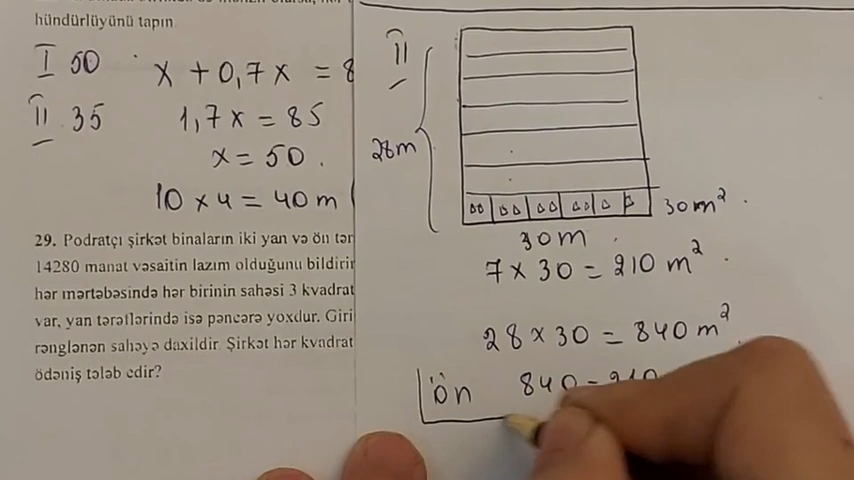 hündürlüyünü tapın
I 50
x + 0,7x = 8
II 35
1,7x = 85
x = 50.
10 x 4 = 40 m
29. Podratçı şirkət binaların iki yan və ön tər
14280 manat vəsaitin lazım olduğunu bildirir
hər mərtəbəsində hər birinin sahəsi 3 kvadrat
var, yan tərəflərində isə pəncərə yoxdur. Giri
rənglənən sahəyə daxildir. Şirkət hər kvadrat
ödəniş tələb edir?
II
28m
30m²
30m
7 x 30 = 210 m²
28 x 30 = 840 m²
ön 840 - 210